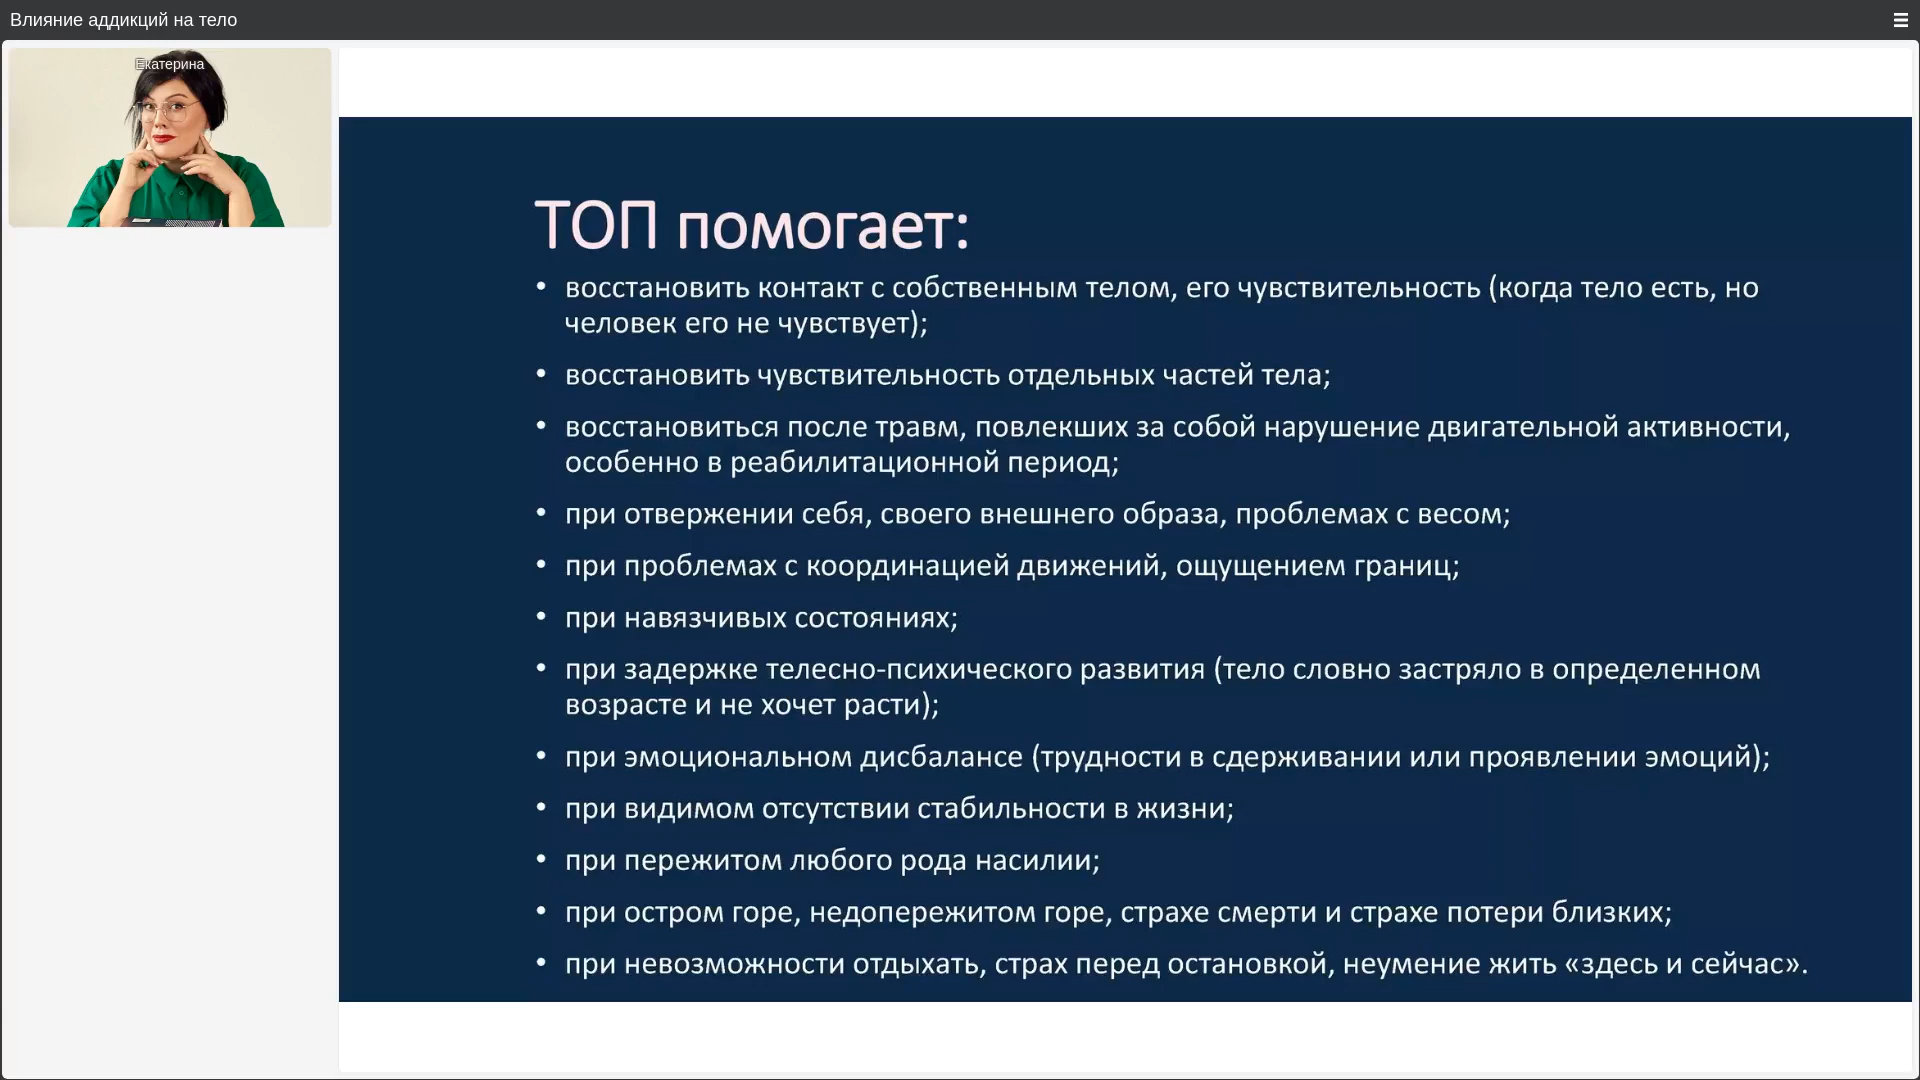 Влияние аддикций на тело
Екатерина
ТОП помогает:
• восстановить контакт с собственным телом, его чувствительность (когда тело есть, но
человек его не чувствует);
• восстановить чувствительность отдельных частей тела;
• восстановиться после травм, повлекших за собой нарушение двигательной активности,
особенно в реабилитационной период;
• при отвержении себя, своего внешнего образа, проблемах с весом;
• при проблемах с координацией движений, ощущением границ;
• при навязчивых состояниях;
• при задержке телесно-психического развития (тело словно застряло в определенном
возрасте и не хочет расти);
• при эмоциональном дисбалансе (трудности в сдерживании или проявлении эмоций);
• при видимом отсутствии стабильности в жизни;
• при пережитом любого рода насилии;
• при остром горе, недопережитом горе, страхе смерти и страхе потери близких;
• при невозможности отдыхать, страх перед остановкой, неумение жить «здесь и сейчас».